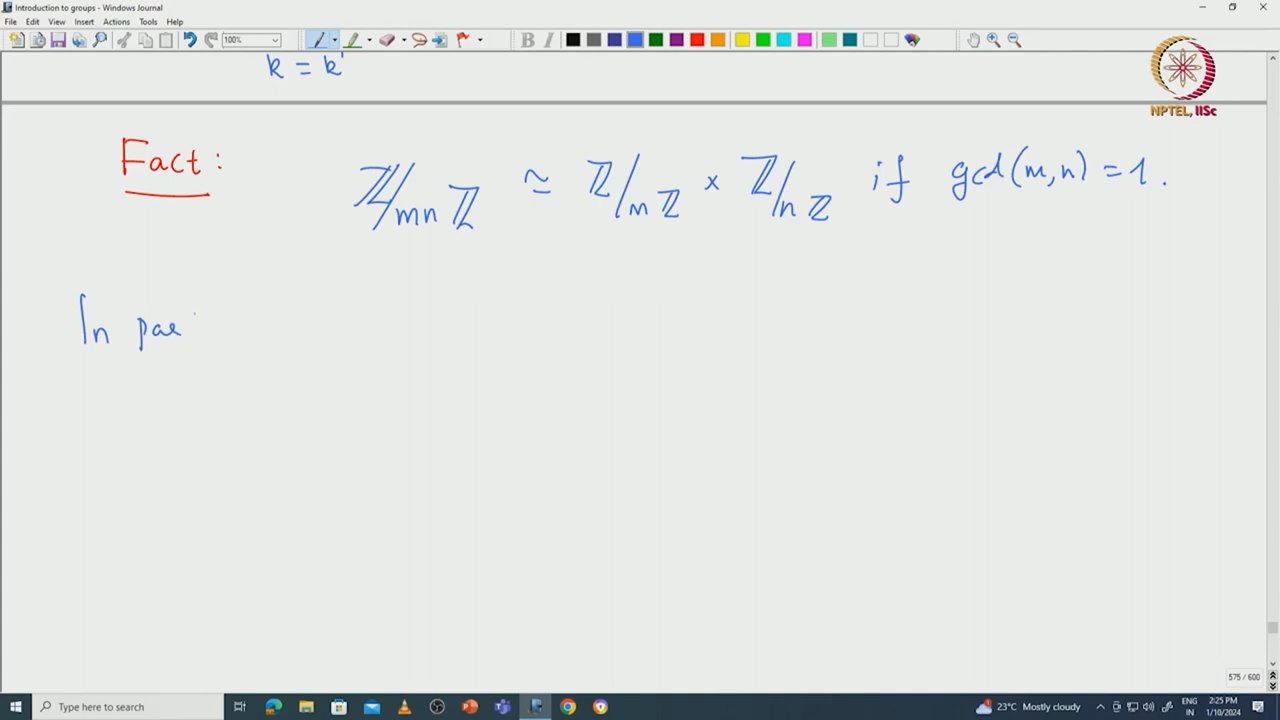 Introduction to groups - Windows Journal
File Edit View Insert Actions Tools Help
100%
B I
k = k'
NPTEL, IISc
Fact : ℤ/mnℤ ≃ ℤ/mℤ × ℤ/nℤ if gcd(m,n) = 1.
In par
575 / 600
Type here to search
23°C Mostly cloudy
ENG
IN
2:25 PM
1/10/2024